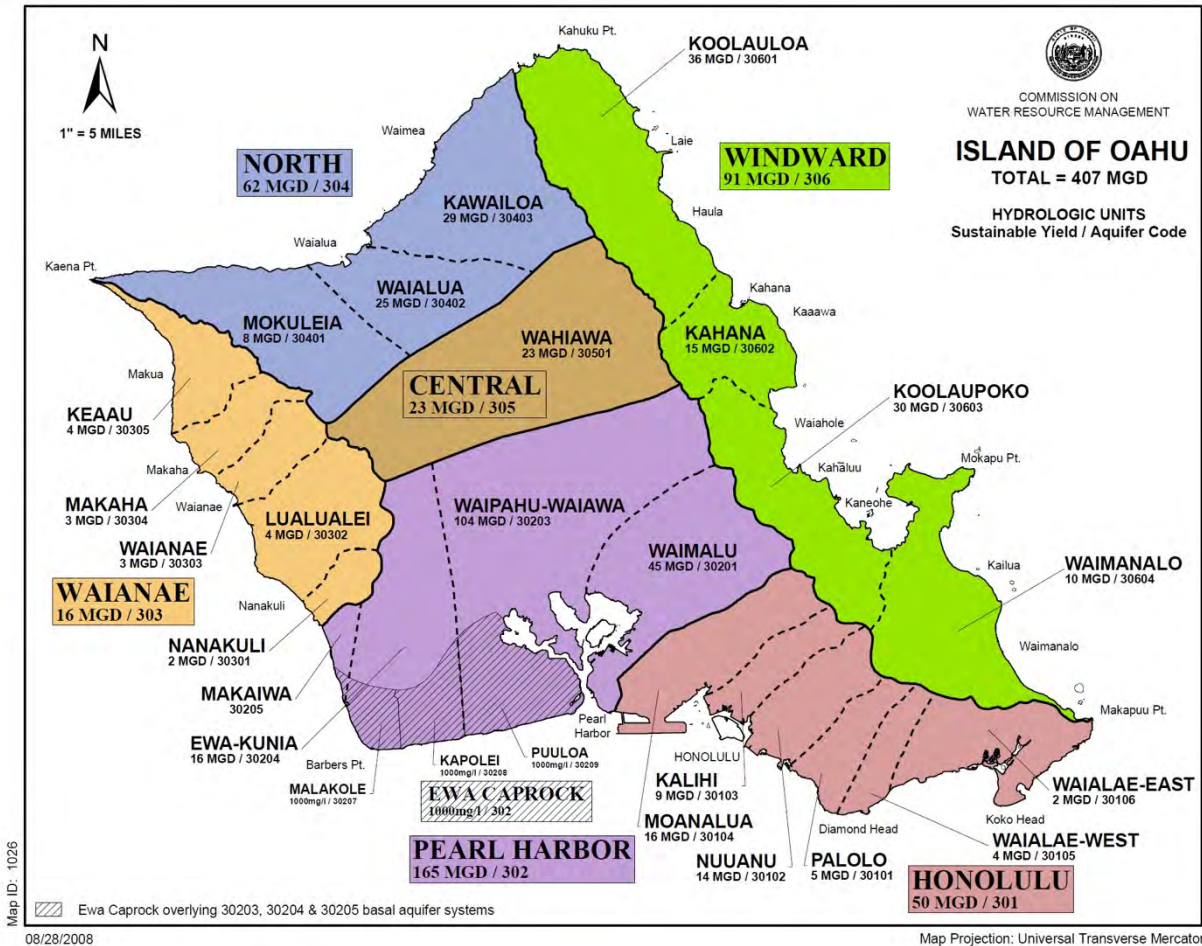 N
1" = 5 MILES
Kahuku Pt.
KOOLAULOA
36 MGD / 30601
COMMISSION ON
WATER RESOURCE MANAGEMENT
ISLAND OF OAHU
TOTAL = 407 MGD
HYDROLOGIC UNITS
Sustainable Yield / Aquifer Code
Waimea
Laie
NORTH
62 MGD / 304
WINDWARD
91 MGD / 306
KAWAILOA
29 MGD / 30403
Haula
Waialua
Kaena Pt.
WAIALUA
25 MGD / 30402
Kahana
Kaaawa
MOKULEIA
8 MGD / 30401
WAHIAWA
23 MGD / 30501
KAHANA
15 MGD / 30602
Makua
CENTRAL
23 MGD / 305
KOOLAUPOKO
30 MGD / 30603
KEAAU
4 MGD / 30305
Waiahole
Makaha
Kahaluu
Mokapu Pt.
MAKAHA
3 MGD / 30304
Waianae
Kaneohe
WAIPAHU-WAIAWA
104 MGD / 30203
LUALUALEI
4 MGD / 30302
WAIANAE
3 MGD / 30303
WAIMALU
45 MGD / 30201
Kailua
WAIMANALO
10 MGD / 30604
WAIANAE
16 MGD / 303
Nanakuli
NANAKULI
2 MGD / 30301
Waimanalo
MAKAIWA
30205
Makapuu Pt.
Pearl
Harbor
EWA-KUNIA
16 MGD / 30204
Barbers Pt.
KAPOLEI
1000mg/l / 30208
PUULOA
1000mg/l / 30209
HONOLULU
MALAKOLE
1000mg/l / 30207
KALIHI
9 MGD / 30103
WAIALAE-EAST
2 MGD / 30106
EWA CAPROCK
1000mg/l / 302
MOANALUA
16 MGD / 30104
Koko Head
Diamond Head
WAIALAE-WEST
4 MGD / 30105
PEARL HARBOR
165 MGD / 302
NUUANU
14 MGD / 30102
PALOLO
5 MGD / 30101
HONOLULU
50 MGD / 301
Map ID: 1026
Ewa Caprock overlying 30203, 30204 & 30205 basal aquifer systems
08/28/2008
Map Projection: Universal Transverse Mercator